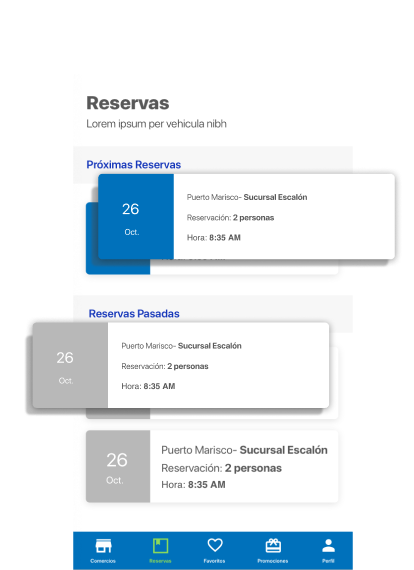 Reservas
Lorem ipsum per vehicula nibh
Próximas Reservas
26
Oct.
Puerto Marisco- Sucursal Escalón
Reservación: 2 personas
Hora: 8:35 AM
Reservas Pasadas
26
Oct.
Puerto Marisco- Sucursal Escalón
Reservación: 2 personas
Hora: 8:35 AM
26
Oct.
Puerto Marisco- Sucursal Escalón
Reservación: 2 personas
Hora: 8:35 AM
Comercios
Reservas
Favoritos
Promociones
Perfil